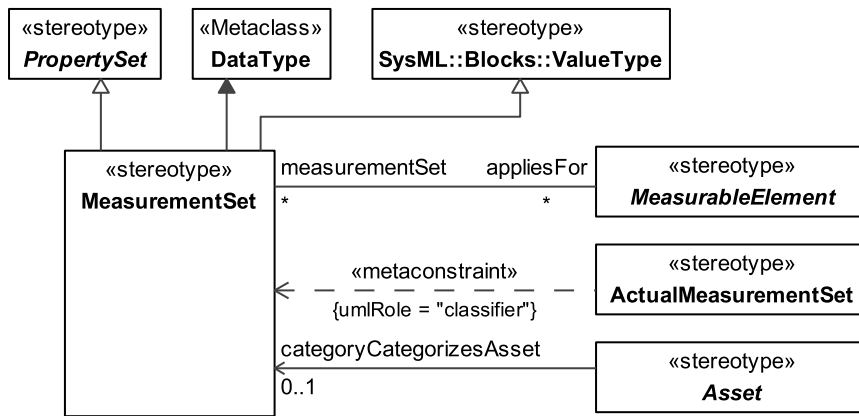 «stereotype»
PropertySet
«Metaclass»
DataType
«stereotype»
SysML::Blocks::ValueType
«stereotype»
MeasurementSet
measurementSet
appliesFor
*
*
«stereotype»
MeasurableElement
«metaconstraint»
{umlRole = "classifier"}
«stereotype»
ActualMeasurementSet
categoryCategorizesAsset
0..1
«stereotype»
Asset